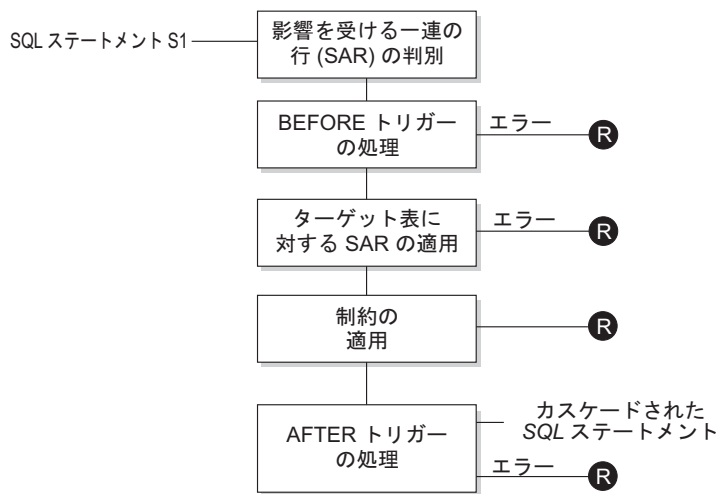 SQL ステートメント S1
影響を受ける一連の
行 (SAR) の判別
BEFORE トリガー
の処理
エラー
R
ターゲット表に
対する SAR の適用
エラー
R
制約の
適用
R
AFTER トリガー
の処理
カスケードされた
SQL ステートメント
エラー
R